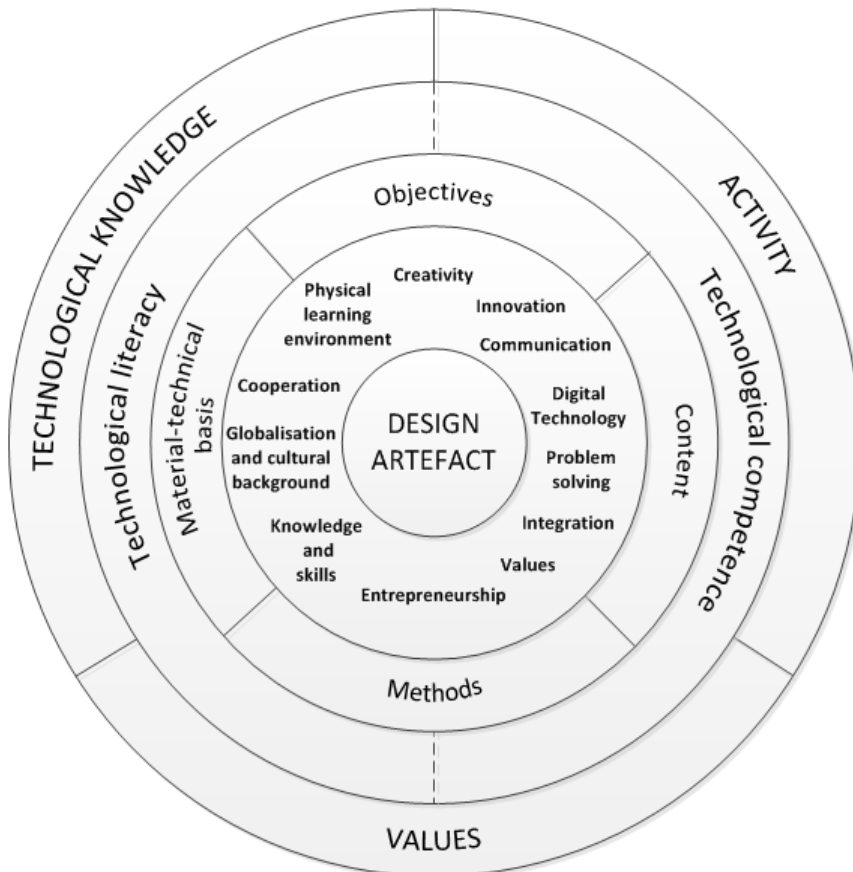 TECHNOLOGICAL KNOWLEDGE
ACTIVITY
VALUES
Technological literacy
Technological competence
Objectives
Material-technical
basis
Content
Methods
Creativity
Physical
learning
environment
Innovation
Communication
Cooperation
Digital
Technology
Globalisation
and cultural
background
Problem
solving
Knowledge
and
skills
Integration
Values
Entrepreneurship
DESIGN
ARTEFACT